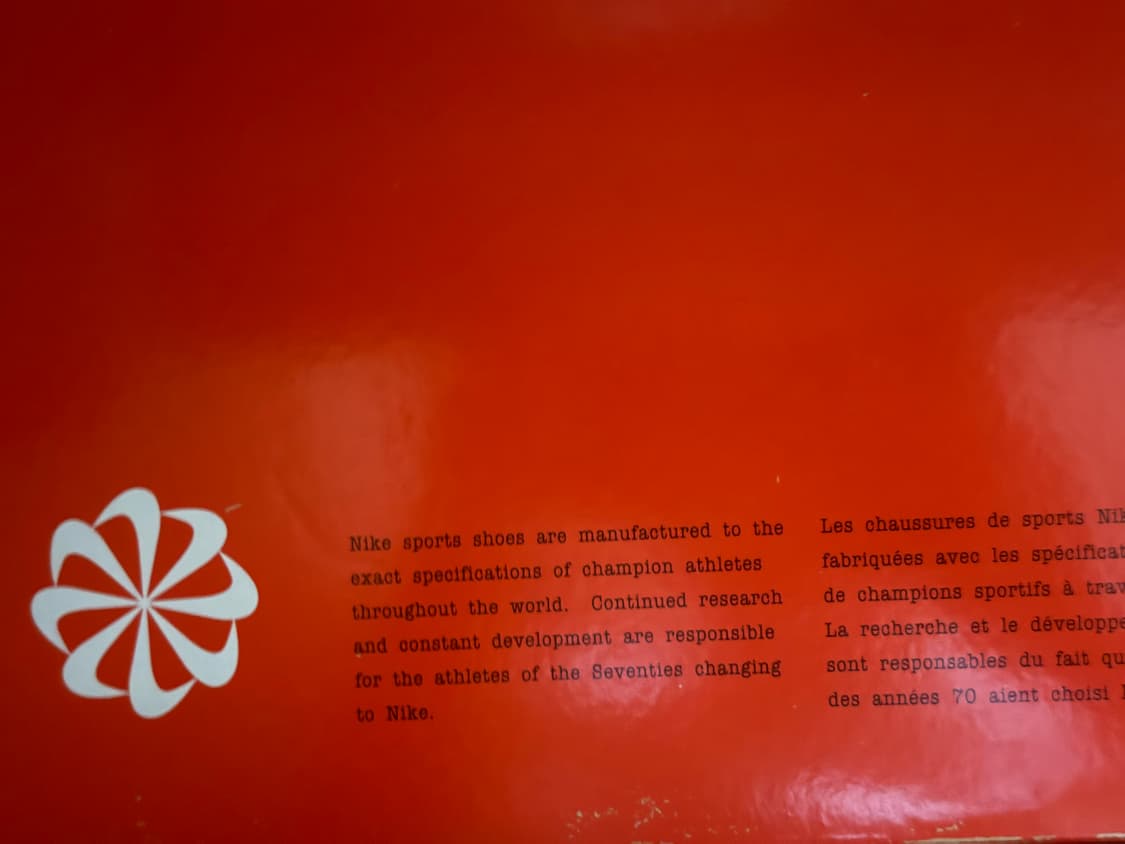 Nike sports shoes are manufactured to the
exact specifications of champion athletes
throughout the world. Continued research
and constant development are responsible
for the athletes of the Seventies changing
to Nike.
Les chaussures de sports
fabriquées avec les
de champions sportifs à
La recherche et le
sont responsables du fait
des années 70 aient choisi